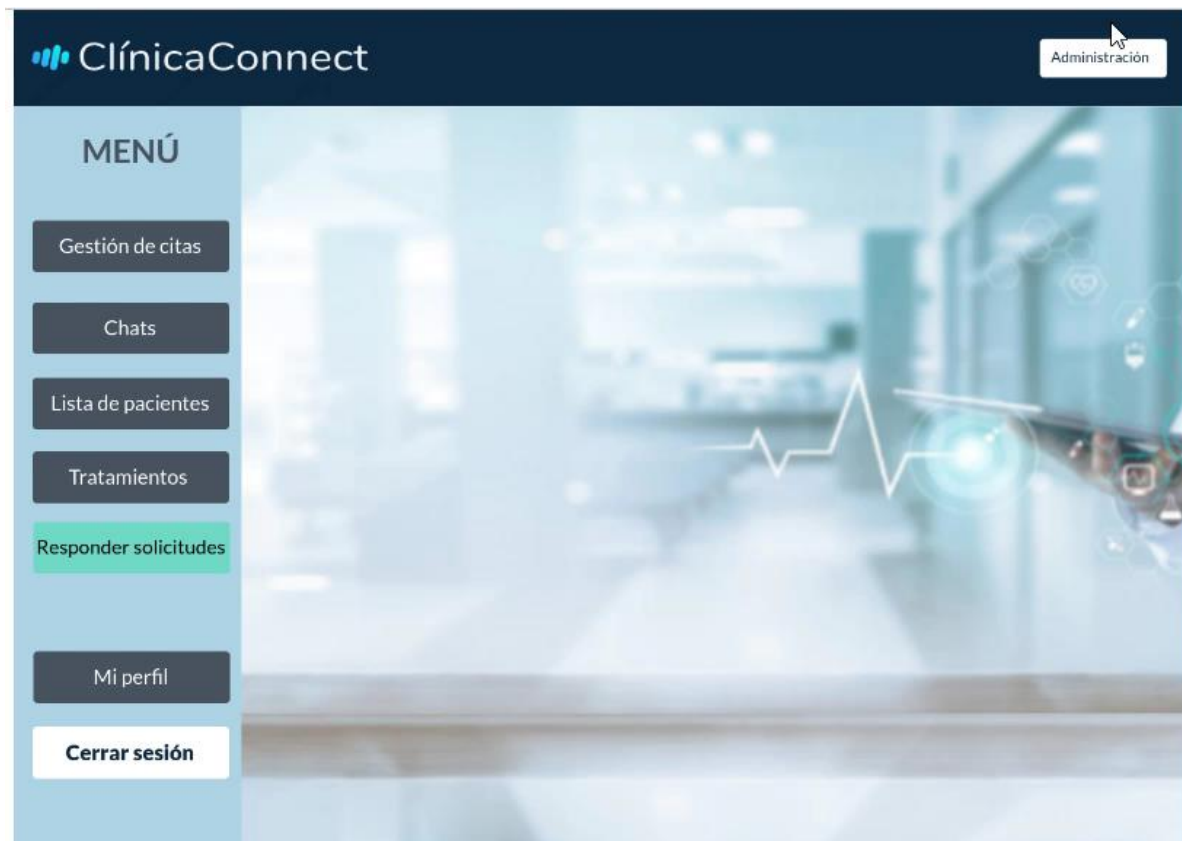 ClínicaConnect
Administración
MENÚ
Gestión de citas
Chats
Lista de pacientes
Tratamientos
Responder solicitudes
Mi perfil
Cerrar sesión